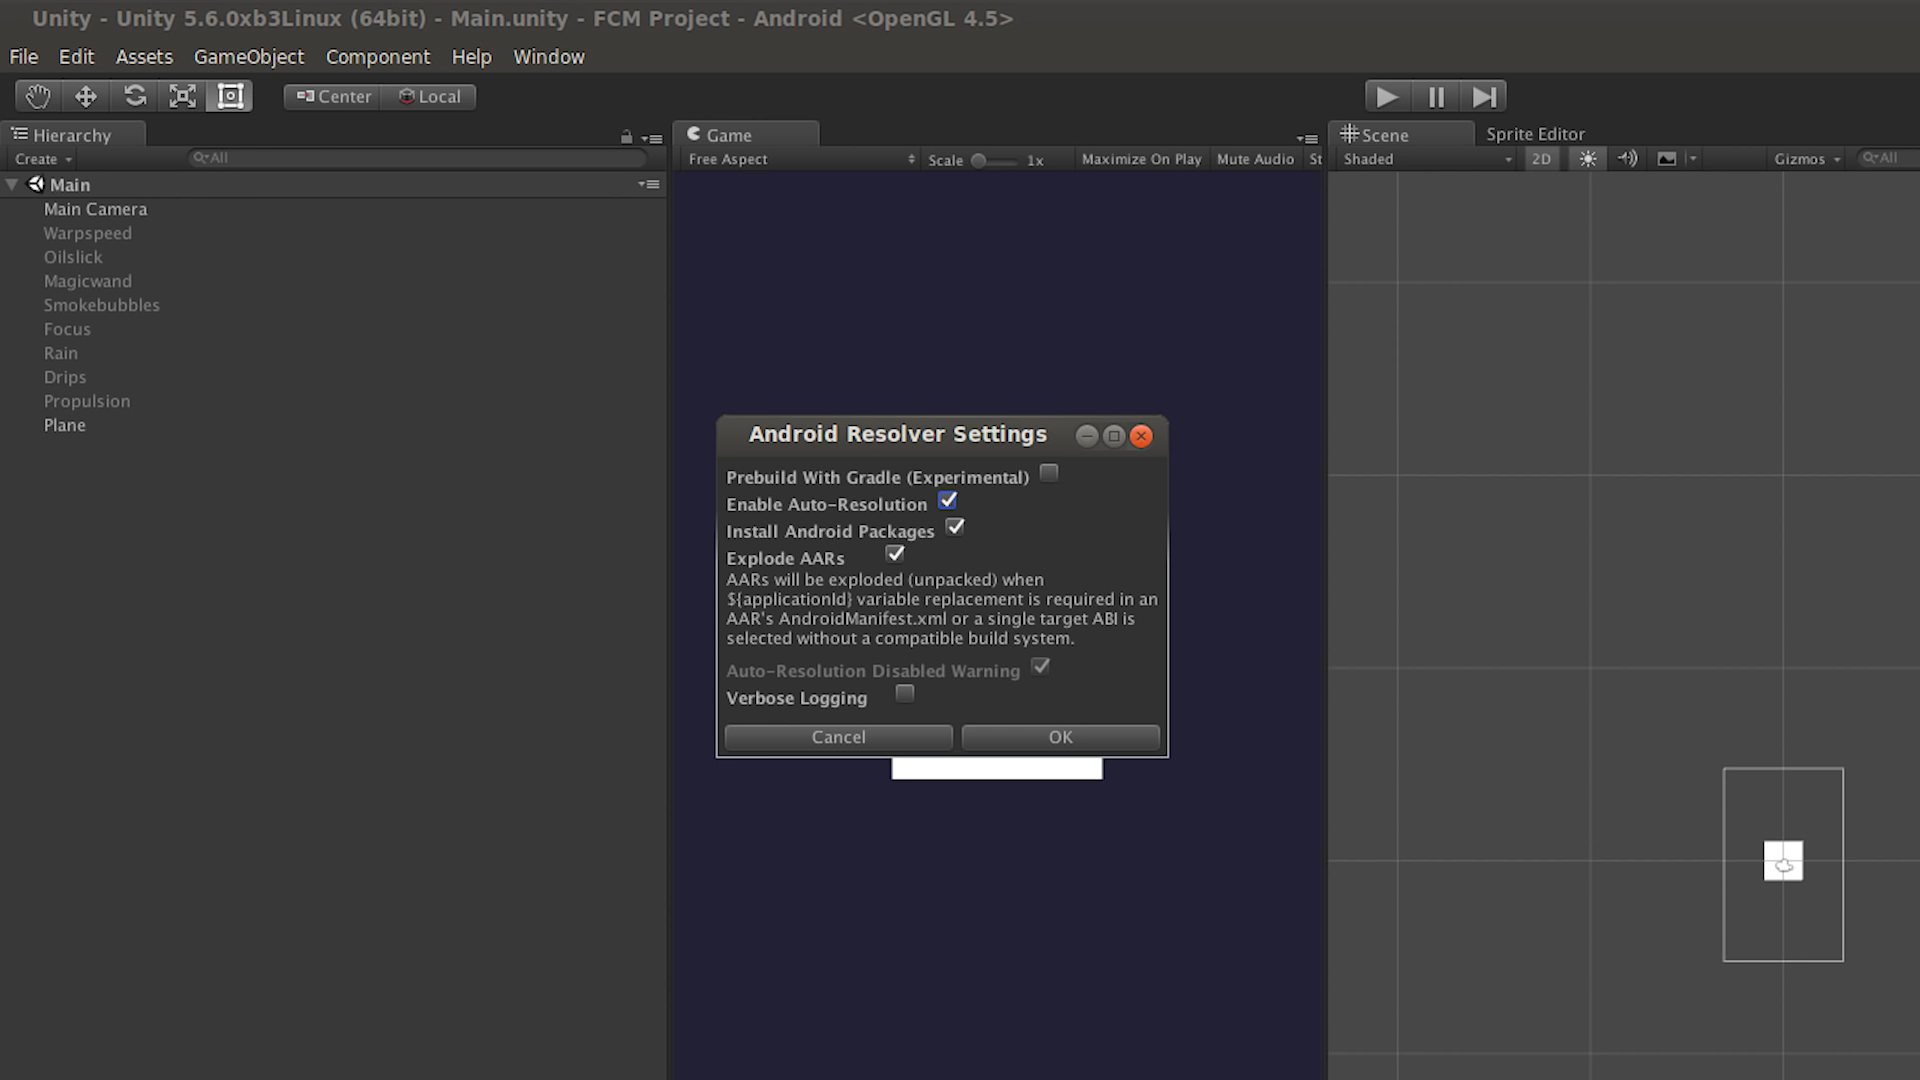 Unity - Unity 5.6.0xb3Linux (64bit) - Main.unity - FCM Project - Android <OpenGL 4.5>
File Edit Assets GameObject Component Help Window
Center Local
Hierarchy
Create All
Main
Main Camera
Warpspeed
Oilslick
Magicwand
Smokebubbles
Focus
Rain
Drips
Propulsion
Plane
Game
Free Aspect Scale 1x Maximize On Play Mute Audio St
Scene Sprite Editor
Shaded 2D Gizmos All
Android Resolver Settings
Prebuild With Gradle (Experimental)
Enable Auto-Resolution
Install Android Packages
Explode AARs
AARs will be exploded (unpacked) when
${applicationId} variable replacement is required in an
AAR's AndroidManifest.xml or a single target ABI is
selected without a compatible build system.
Auto-Resolution Disabled Warning
Verbose Logging
Cancel OK